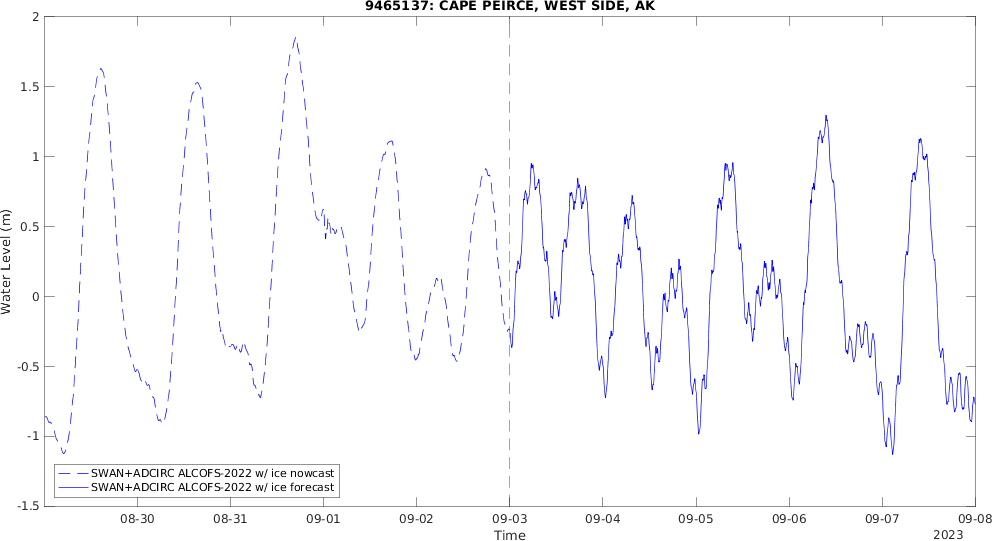 9465137: CAPE PEIRCE, WEST SIDE, AK
2
1.5
1
0.5
0
-0.5
-1
-1.5
Water Level (m)
SWAN+ADCIRC ALCOFS-2022 w/ ice nowcast
SWAN+ADCIRC ALCOFS-2022 w/ ice forecast
08-30 08-31 09-01 09-02 09-03 09-04 09-05 09-06 09-07 09-08
Time
2023